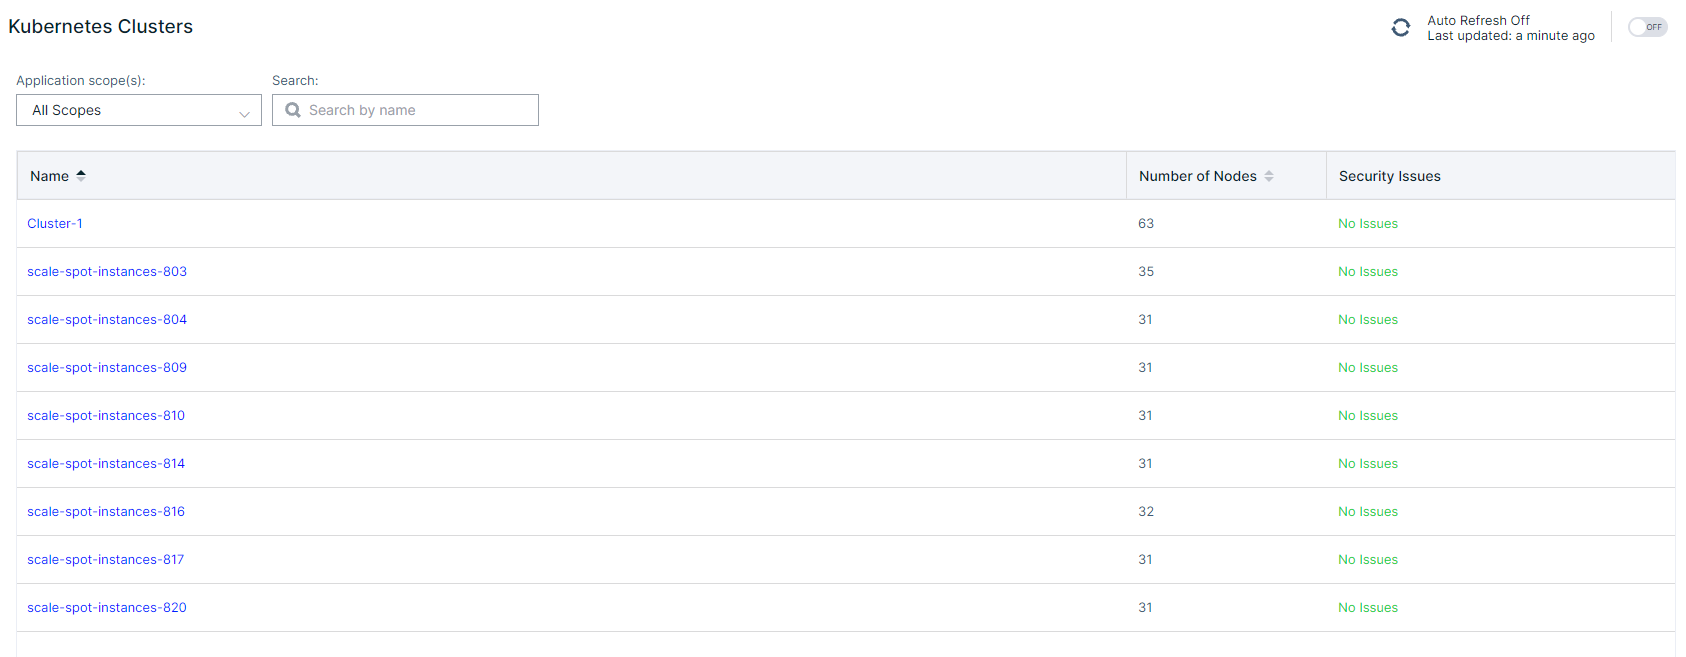 Kubernetes Clusters
Auto Refresh Off
Last updated: a minute ago
OFF
Application scope(s):
Search:
All Scopes
Search by name
Name Number of Nodes Security Issues
Cluster-1 63 No Issues
scale-spot-instances-803 35 No Issues
scale-spot-instances-804 31 No Issues
scale-spot-instances-809 31 No Issues
scale-spot-instances-810 31 No Issues
scale-spot-instances-814 31 No Issues
scale-spot-instances-816 32 No Issues
scale-spot-instances-817 31 No Issues
scale-spot-instances-820 31 No Issues